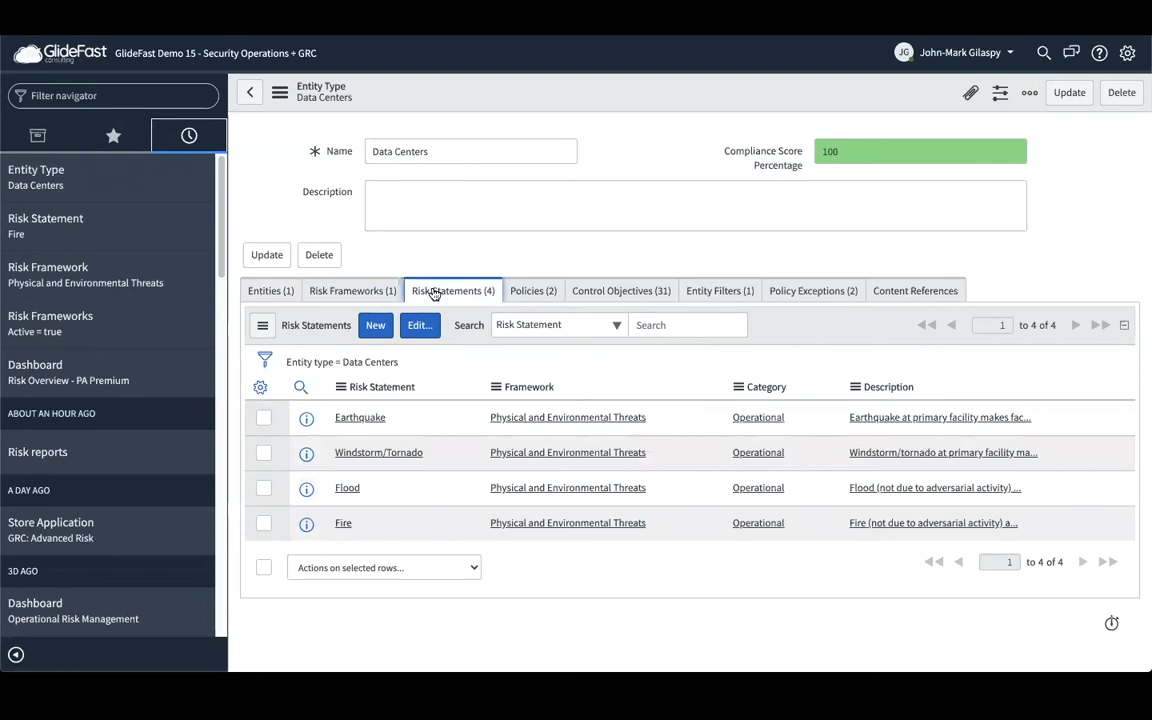 GlideFast
consulting
GlideFast Demo 15 - Security Operations + GRC
JG
John-Mark Gilaspy
Filter navigator
Entity Type
Data Centers
Risk Statement
Fire
Risk Framework
Physical and Environmental Threats
Risk Frameworks
Active = true
Dashboard
Risk Overview - PA Premium
ABOUT AN HOUR AGO
Risk reports
A DAY AGO
Store Application
GRC: Advanced Risk
3D AGO
Dashboard
Operational Risk Management
Entity Type
Data Centers
Update
Delete
Name
Data Centers
Compliance Score
Percentage
100
Description
Update
Delete
Entities (1)
Risk Frameworks (1)
Risk Statements (4)
Policies (2)
Control Objectives (31)
Entity Filters (1)
Policy Exceptions (2)
Content References
Risk Statements
New
Edit...
Search
Risk Statement
Search
1
to 4 of 4
Entity type = Data Centers
Risk Statement
Framework
Category
Description
Earthquake
Physical and Environmental Threats
Operational
Earthquake at primary facility makes fac...
Windstorm/Tornado
Physical and Environmental Threats
Operational
Windstorm/tornado at primary facility ma...
Flood
Physical and Environmental Threats
Operational
Flood (not due to adversarial activity) ...
Fire
Physical and Environmental Threats
Operational
Fire (not due to adversarial activity) a...
Actions on selected rows...
1
to 4 of 4